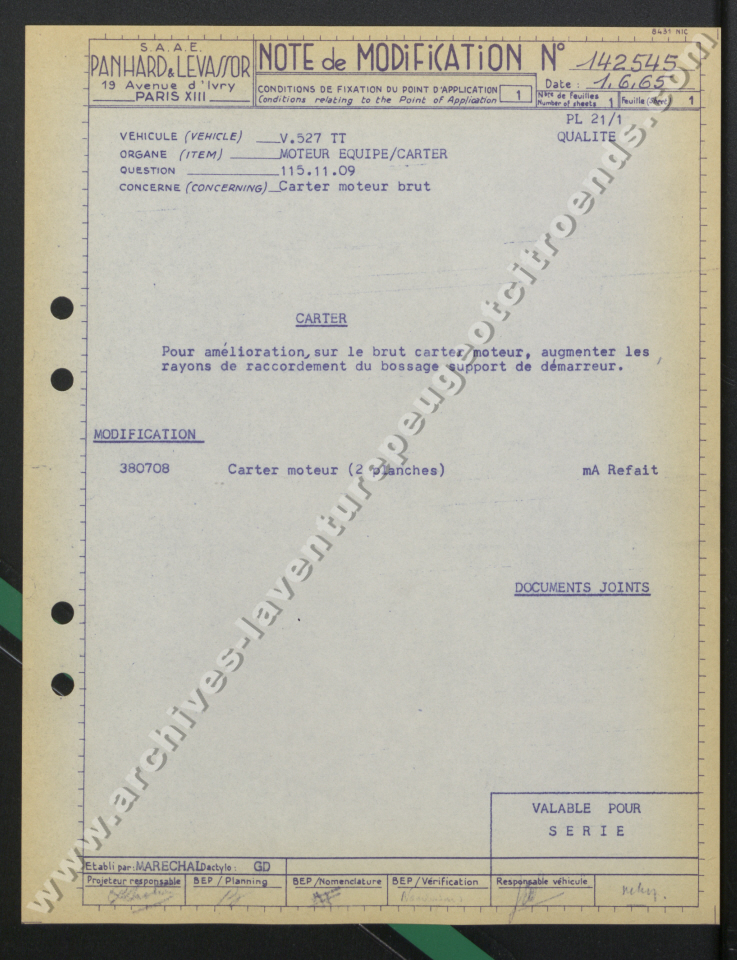 8431 NIC
S.A.A.E.
PANHARD & LEVASSOR
19 Avenue d'Ivry
PARIS XIII
NOTE de MODIFICATION N° 142545
CONDITIONS DE FIXATION DU POINT D'APPLICATION
Conditions relating to the Point of Application
1
Date : 1.6.65
Nbre de Feuilles
Number of sheets 1
Feuille (Sheet) 1
PL 21/1
QUALITE
VEHICULE (VEHICLE) V.527 TT
ORGANE (ITEM) MOTEUR EQUIPE/CARTER
QUESTION 115.11.09
CONCERNE (CONCERNING) Carter moteur brut
CARTER
Pour amélioration, sur le brut carter moteur, augmenter les
rayons de raccordement du bossage support de démarreur.
MODIFICATION
380708 Carter moteur (2 planches) mA Refait
DOCUMENTS JOINTS
VALABLE POUR
SERIE
Etabli par: MARECHAL Dactylo: GD
Projeteur responsable
BEP / Planning
BEP / Nomenclature
BEP / Vérification
Responsable véhicule
www.archives-laventurepeugeotcitroends.com